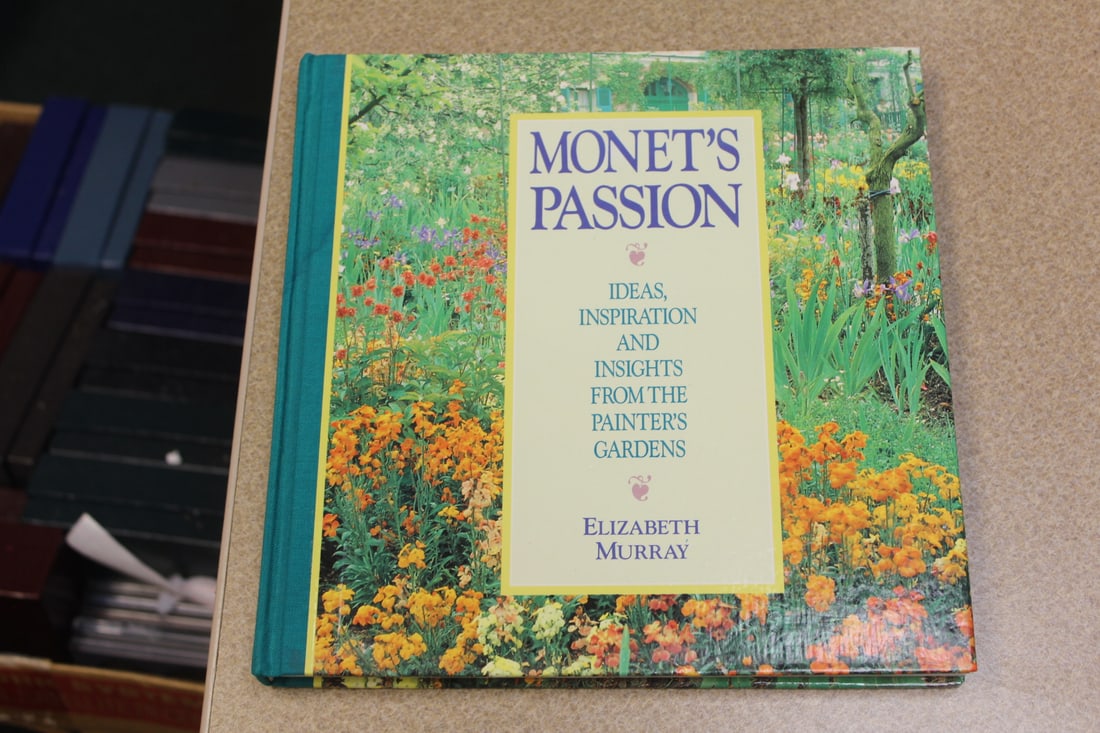 MONET'S
PASSION
IDEAS,
INSPIRATION
AND
INSIGHTS
FROM THE
PAINTER'S
GARDENS
ELIZABETH
MURRAY